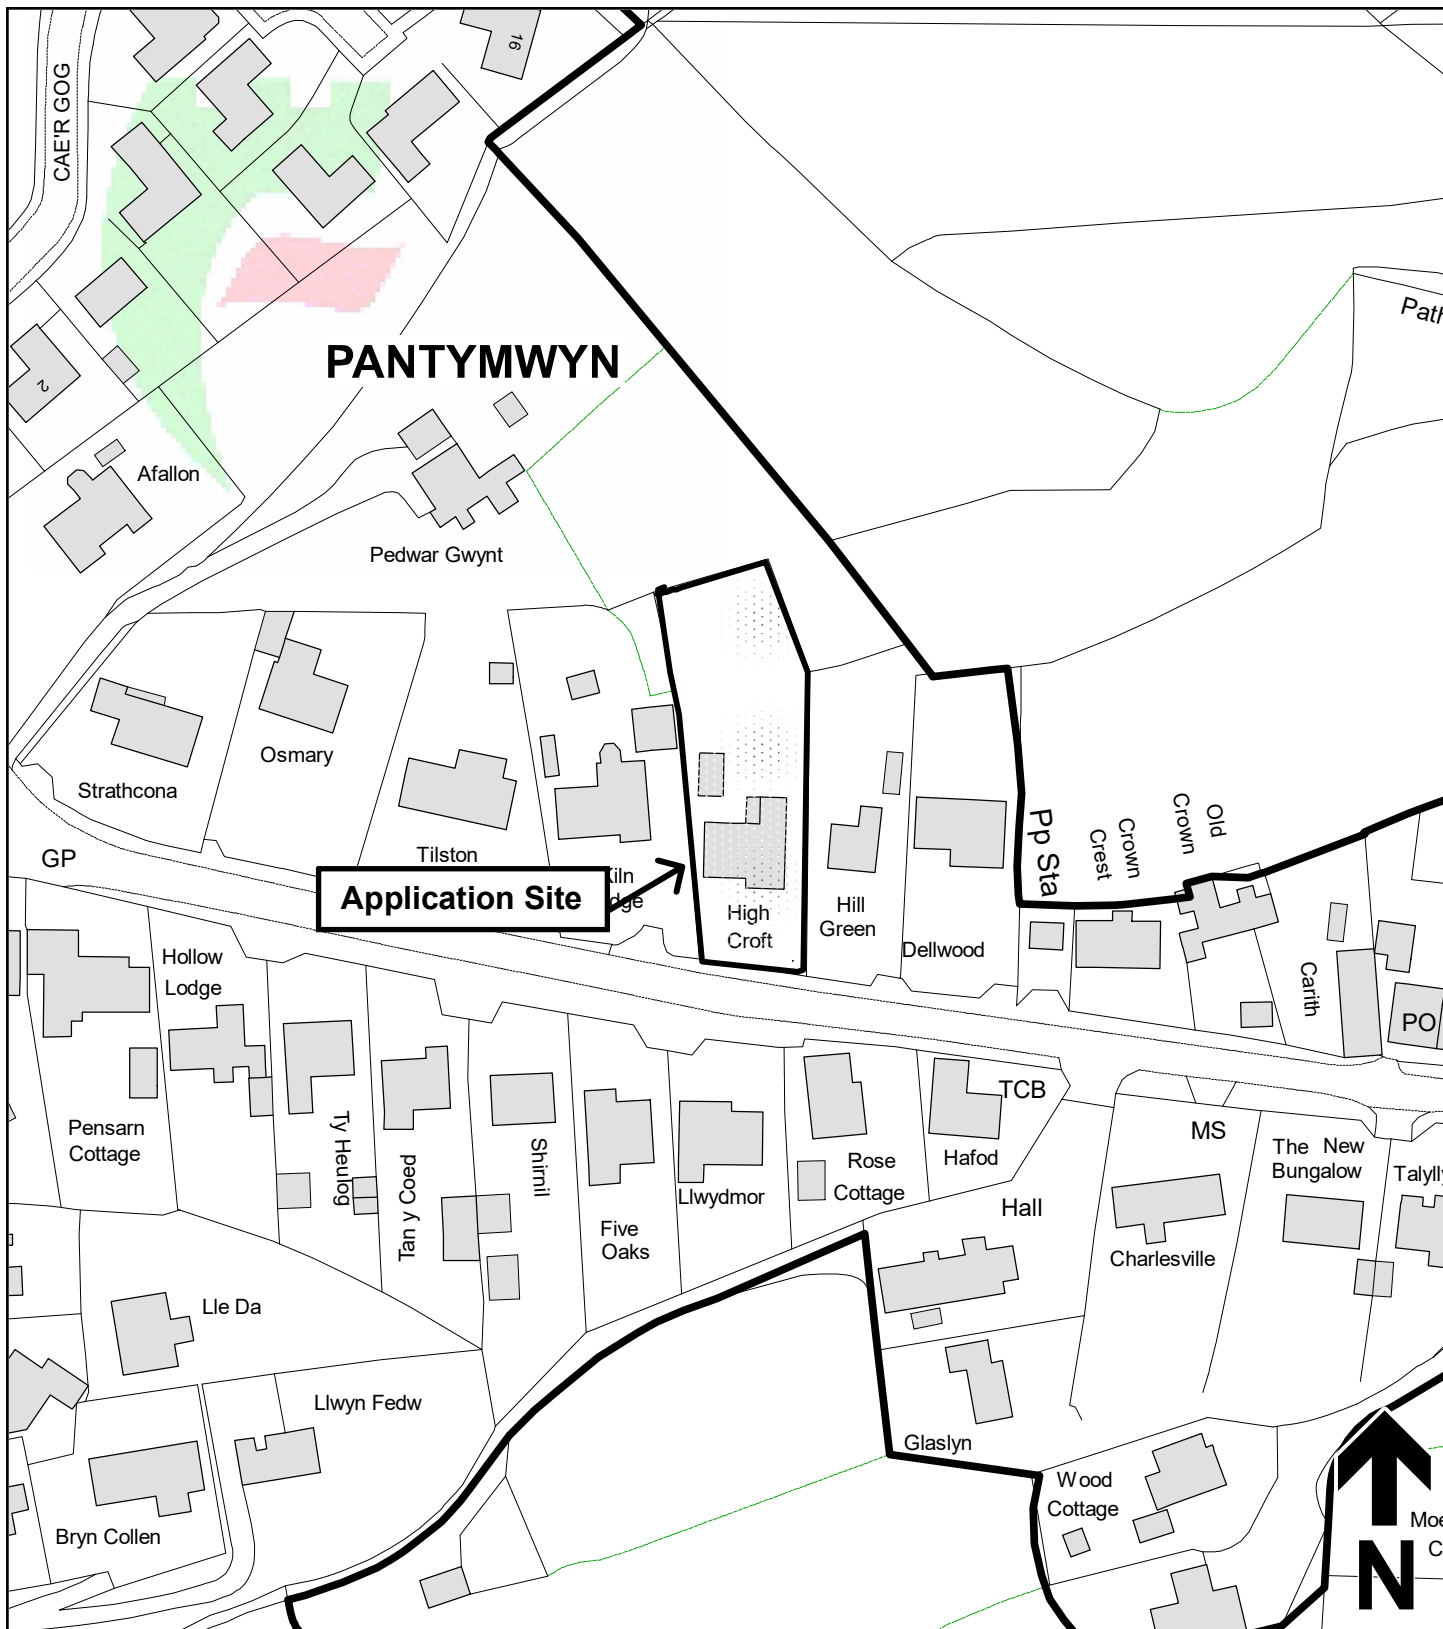 16
CAE'R GOG
Path
PANTYMWYN
2
Afallon
Pedwar Gwynt
Osmary
Strathcona
GP
Tilston
Application Site
High
Croft
Hill
Green
Dellwood
Pp Sta
Crown
Crest
Old
Crown
Carith
PO
Hollow
Lodge
Pensarn
Cottage
Ty Heulog
Tan y Coed
Shirnil
Five
Oaks
Llwydmor
Rose
Cottage
Hafod
TCB
MS
The New
Bungalow
Hall
Charlesville
Lle Da
Llwyn Fedw
Glaslyn
Wood
Cottage
Bryn Collen
N